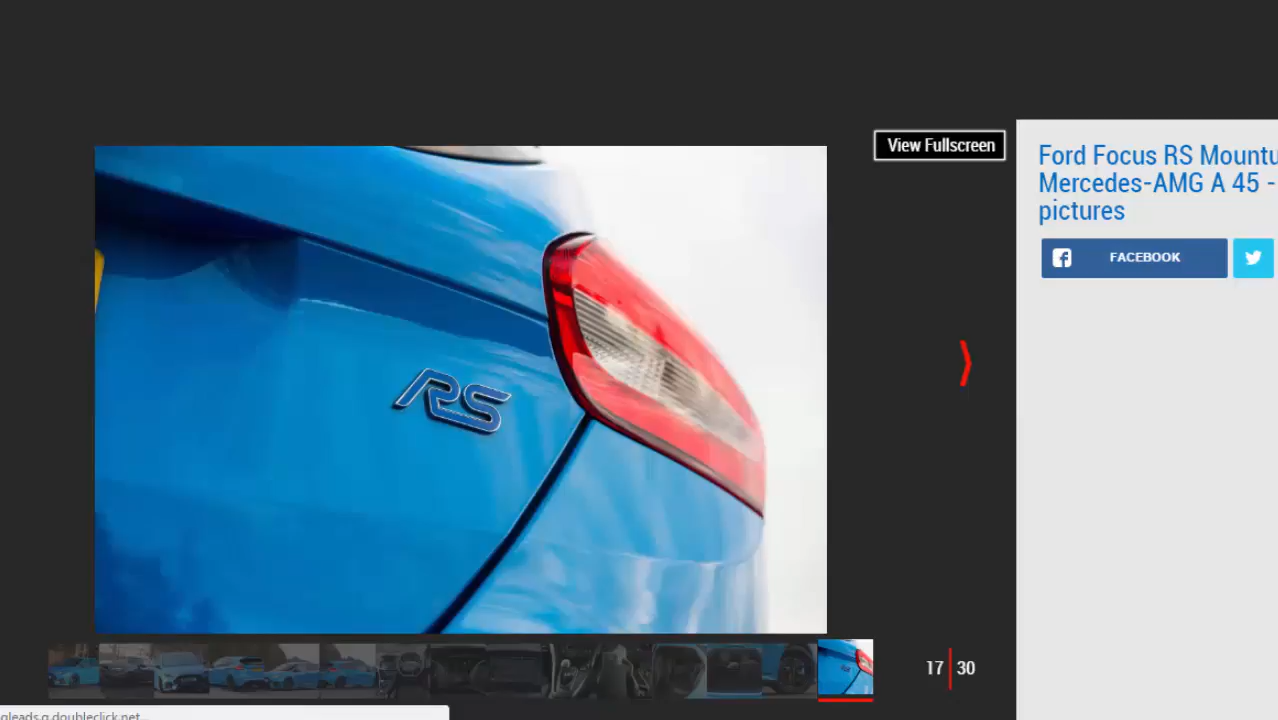 View Fullscreen
Ford Focus RS Mountu
Mercedes-AMG A 45 -
pictures
FACEBOOK
RS
17 30
gleads.g.doubleclick.net...